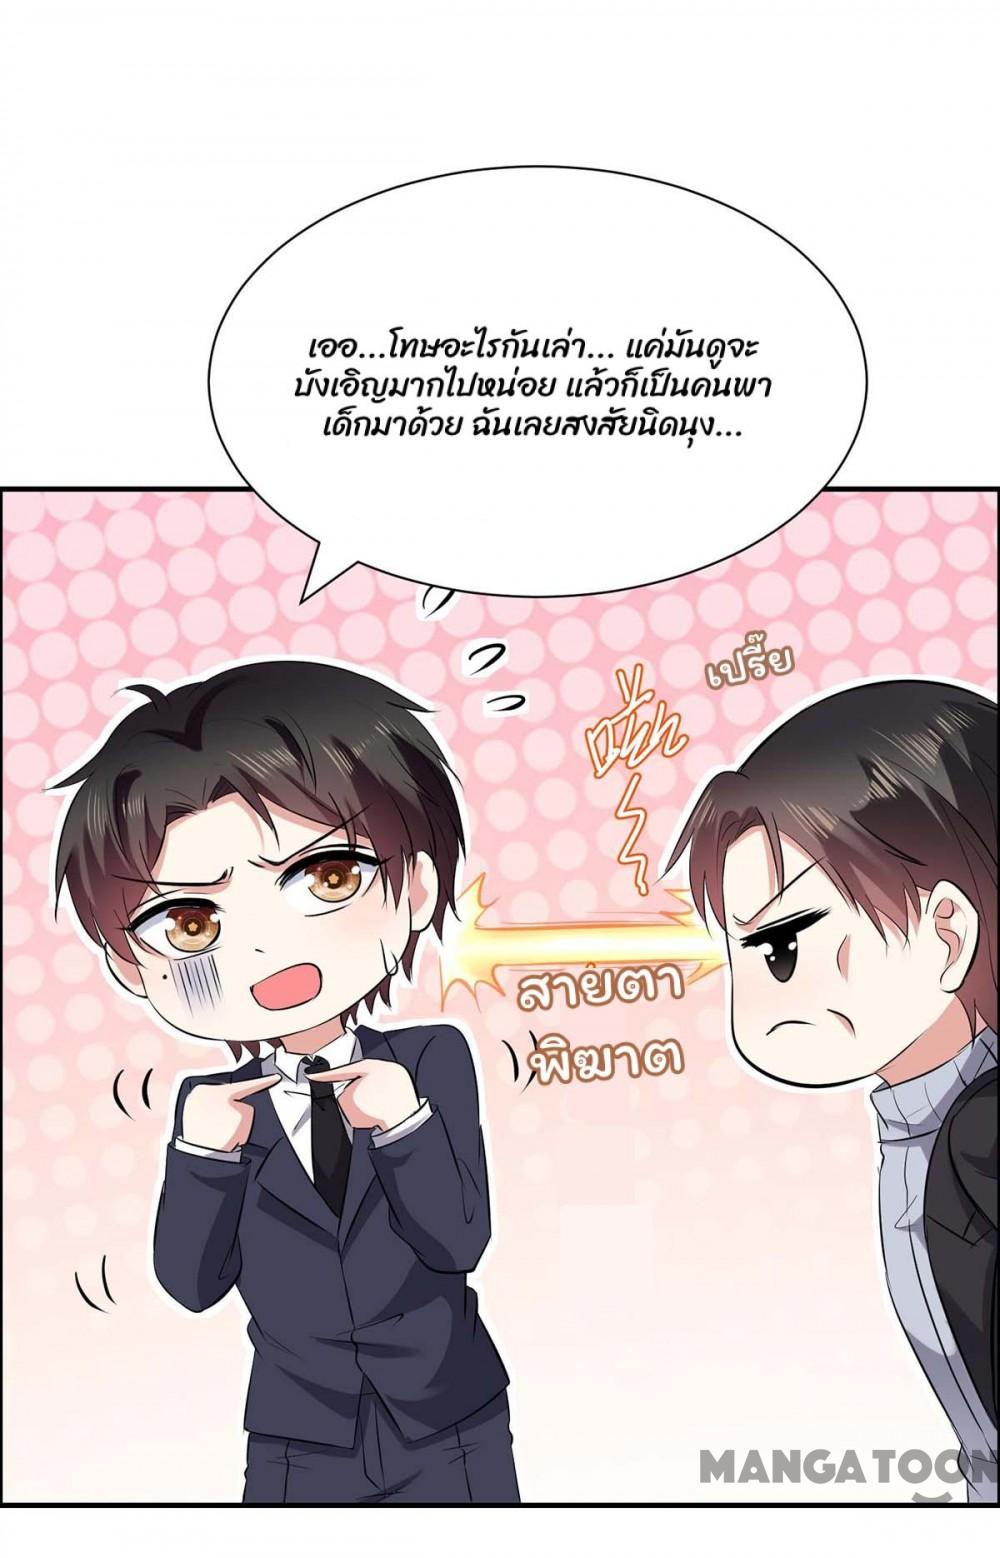 เออ...โทษอะไรกันเล่า... แค่มันดูจะ
บังเอิญมากไปหน่อย แล้วก็เป็นคนพา
เด็กมาด้วย ฉันเลยสงสัยนิดนุง...
เปรี๊ยะ
สายตา
พิฆาต
MANGATOON